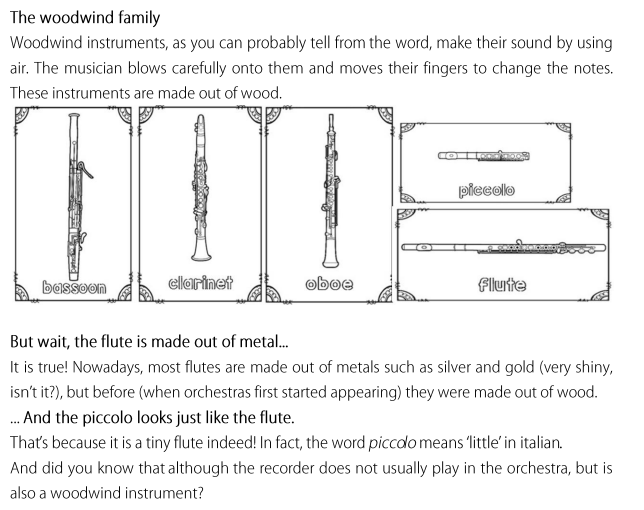 The woodwind family
Woodwind instruments, as you can probably tell from the word, make their sound by using
air. The musician blows carefully onto them and moves their fingers to change the notes.
These instruments are made out of wood.
bassoon
clarinet
oboe
piccolo
flute
But wait, the flute is made out of metal...
It is true! Nowadays, most flutes are made out of metals such as silver and gold (very shiny,
isn't it?), but before (when orchestras first started appearing) they were made out of wood.
... And the piccolo looks just like the flute.
That's because it is a tiny flute indeed! In fact, the word piccolo means 'little' in italian.
And did you know that although the recorder does not usually play in the orchestra, but is
also a woodwind instrument?